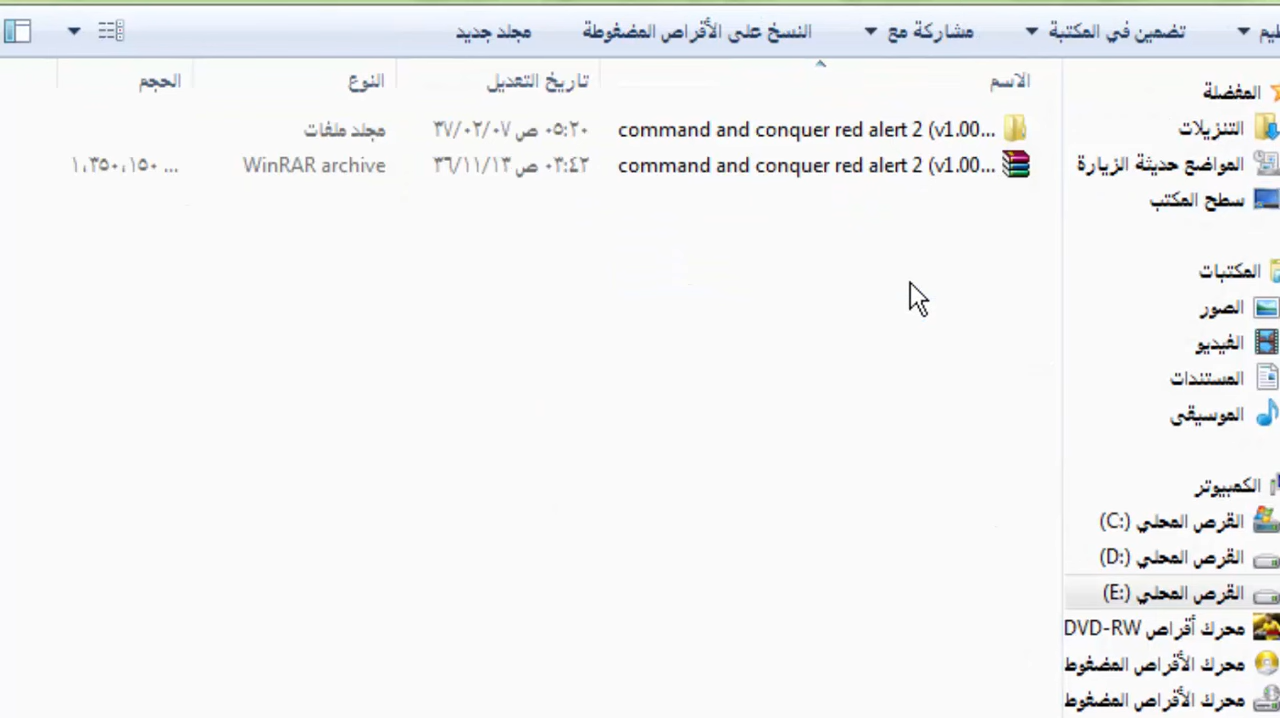 تضمين في المكتبة مشاركة مع النسخ على الأقراص المضغوطة مجلد جديد
الاسم تاريخ التعديل النوع الحجم
command and conquer red alert 2 (v1.00... ٠٥:٢٠ ص ٣٧/٠٢/٠٧ مجلد ملفات
command and conquer red alert 2 (v1.00... ٠٣:٤٢ ص ٣٦/١١/١٣ WinRAR archive ١،٣٥٠،١٥٠ ...
المفضلة
التنزيلات
المواضع حديثة الزيارة
سطح المكتب
المكتبات
الصور
الفيديو
المستندات
الموسيقى
الكمبيوتر
القرص المحلي (C:)
القرص المحلي (D:)
القرص المحلي (E:)
محرك أقراص DVD-RW
محرك الأقراص المضغوط
محرك الأقراص المضغوط